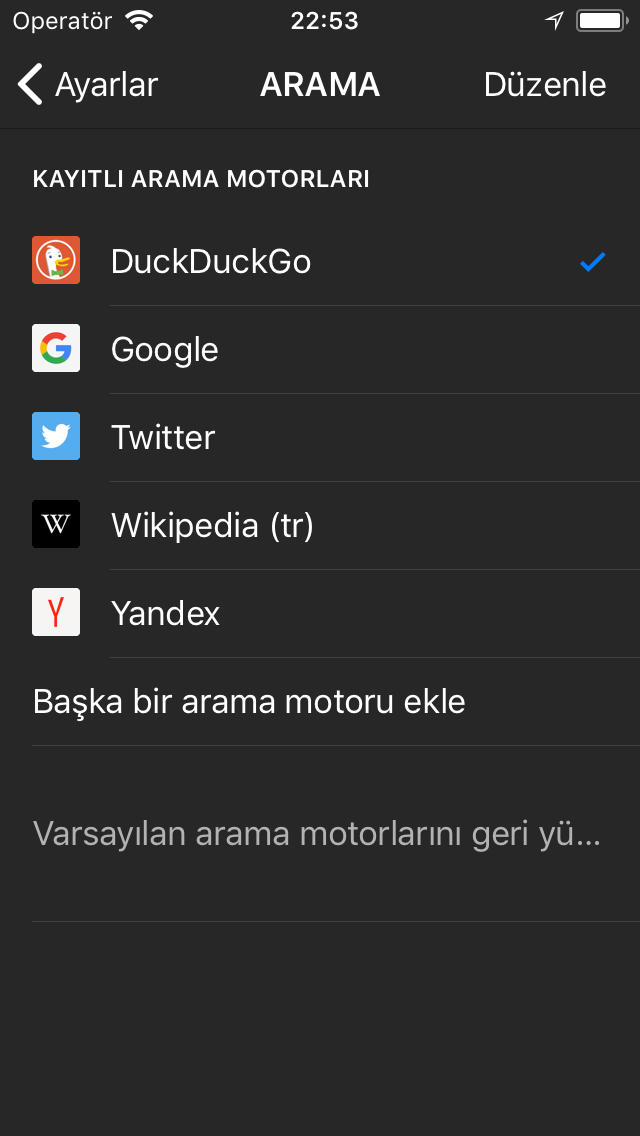 Operatör 22:53
Ayarlar ARAMA Düzenle
KAYITLI ARAMA MOTORLARI
DuckDuckGo
Google
Twitter
W Wikipedia (tr)
Yandex
Başka bir arama motoru ekle
Varsayılan arama motorlarını geri yü...